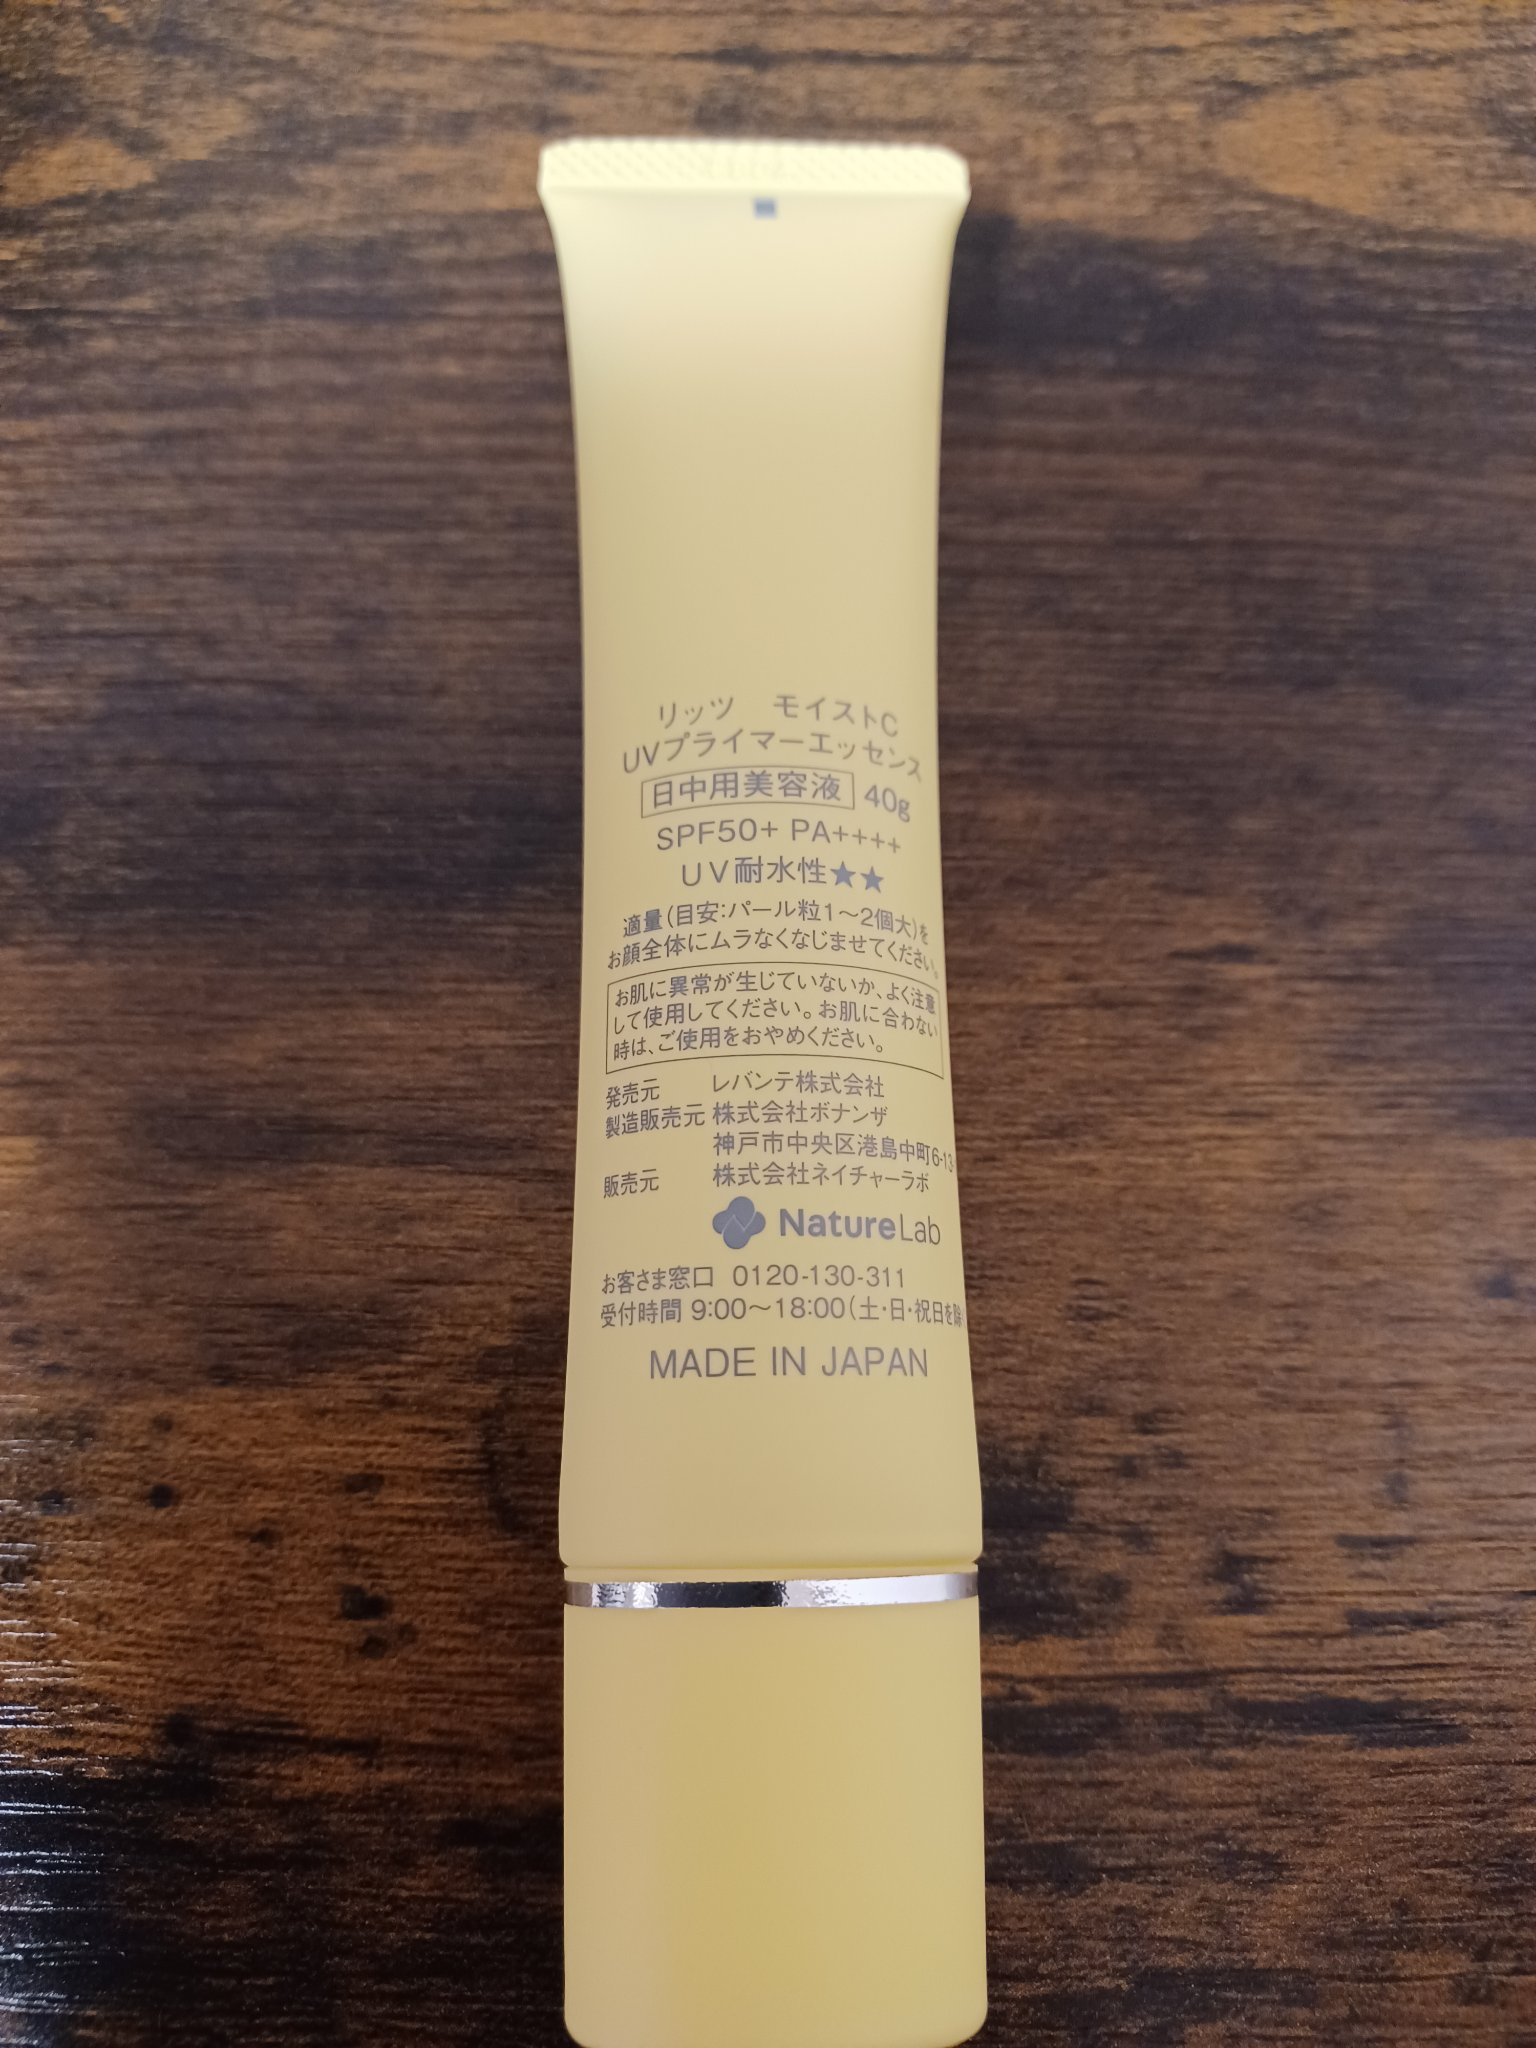 リッツ　モイストC
UVプライマーエッセンス
日中用美容液 40g
SPF50+ PA++++
UV耐水性★★
適量(目安:パール粒1～2個大)を
お顔全体にムラなくなじませてください。
お肌に異常が生じていないか、よく注意
して使用してください。お肌に合わない
時は、ご使用をおやめください。
発売元 レバンテ株式会社
製造販売元 株式会社ボナンザ
神戸市中央区港島中町6-13-
販売元 株式会社ネイチャーラボ
NatureLab
お客さま窓口 0120-130-311
受付時間 9:00～18:00(土・日・祝日を除
MADE IN JAPAN